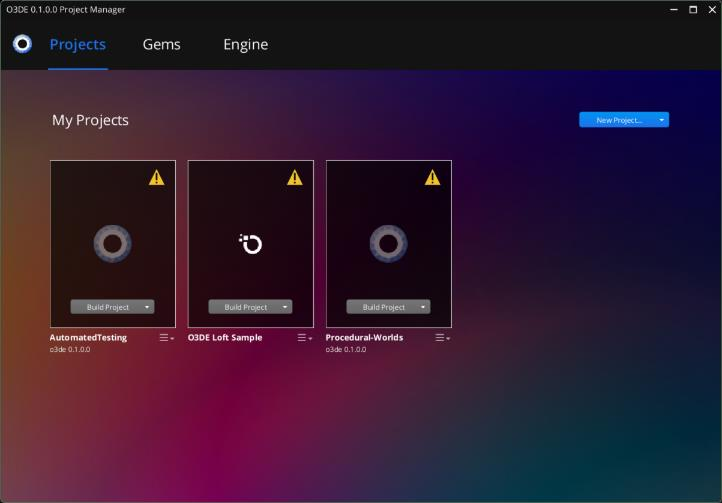 O3DE 0.1.0.0 Project Manager
Projects Gems Engine
My Projects
New Project...
Build Project Build Project Build Project
AutomatedTesting O3DE Loft Sample Procedural-Worlds
o3de 0.1.0.0 o3de 0.1.0.0